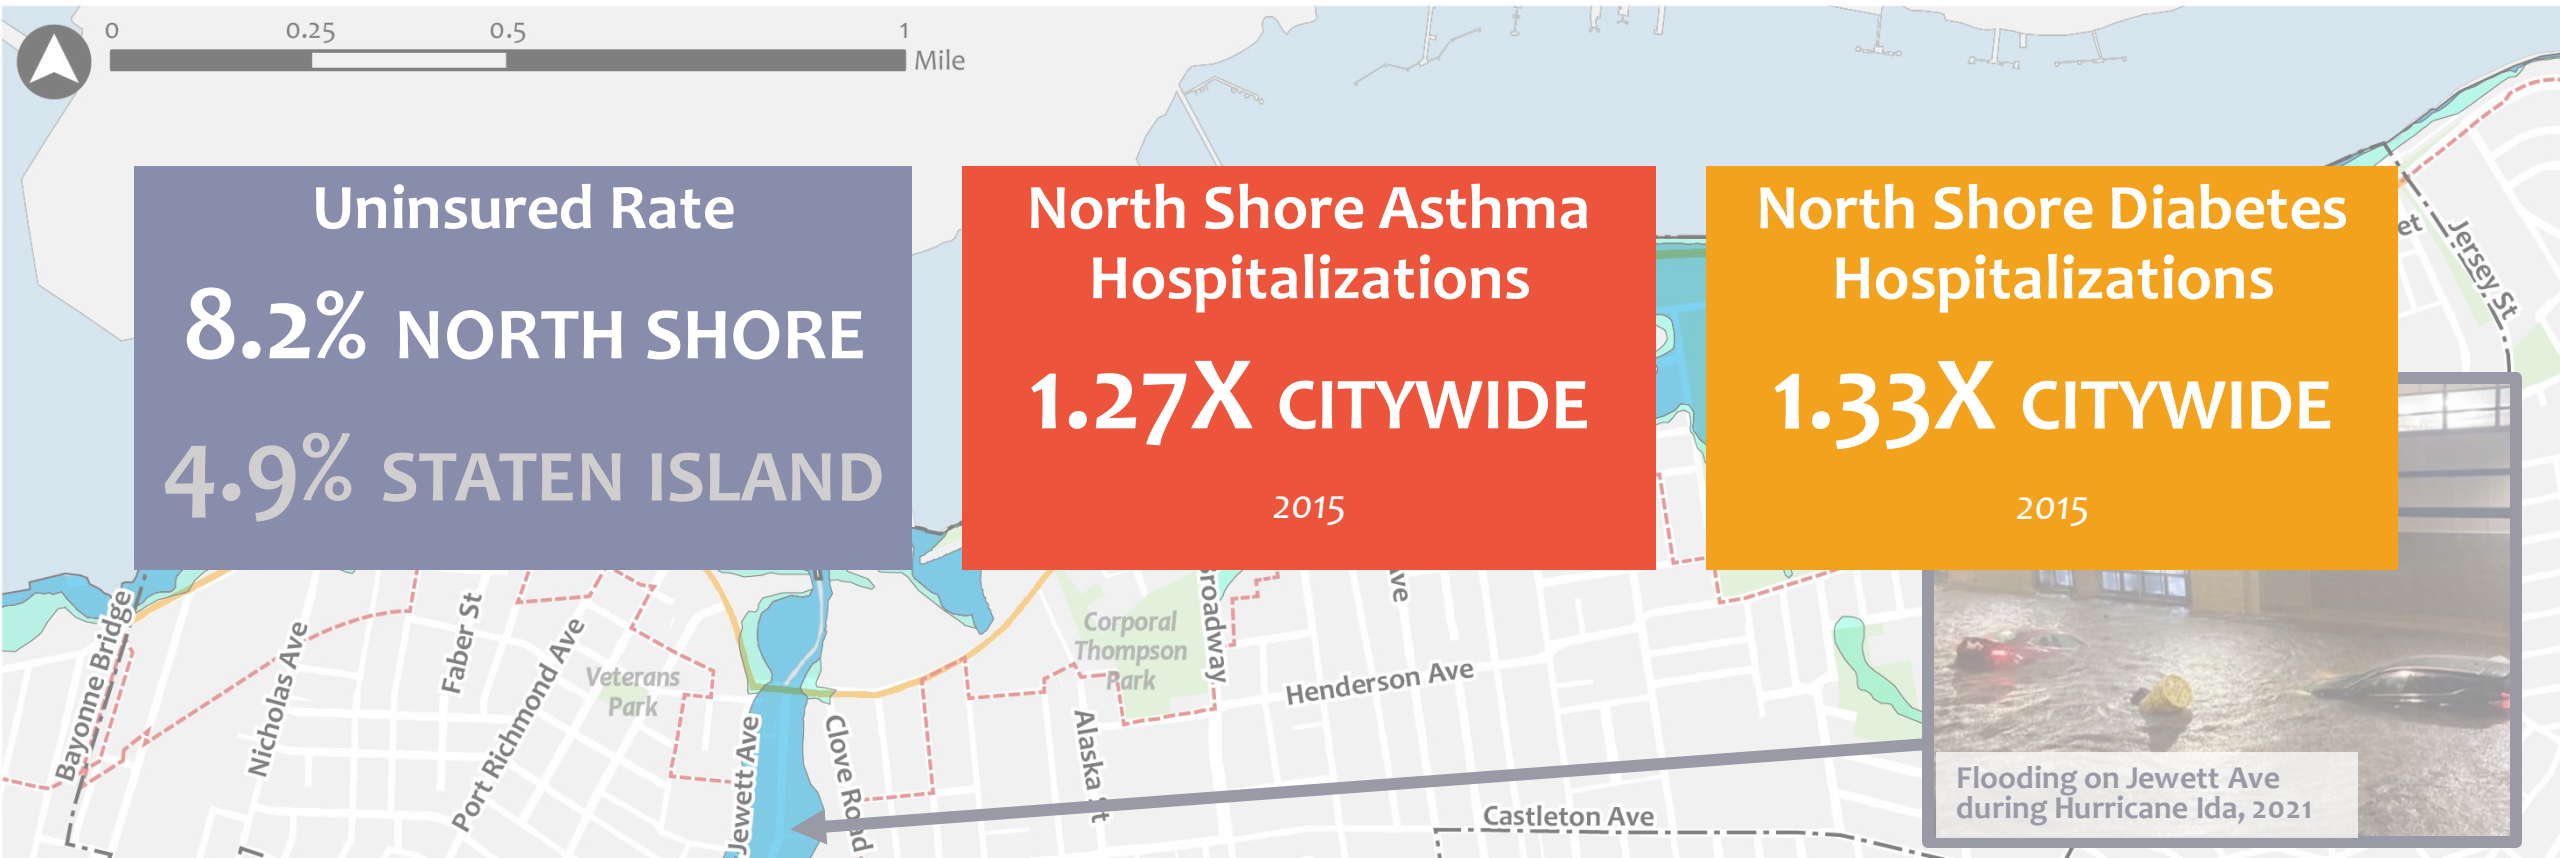 0 0.25 0.5 1
Mile
Uninsured Rate
8.2% NORTH SHORE
4.9% STATEN ISLAND
North Shore Asthma
Hospitalizations
1.27X CITYWIDE
2015
North Shore Diabetes
Hospitalizations
1.33X CITYWIDE
2015
Jersey St
Bayonne Bridge
Nicholas Ave
Faber St
Port Richmond Ave
Veterans
Park
Jewett Ave
Clove Road
Corporal
Thompson
Park
Alaska St
Broadway
Ave
Henderson Ave
Castleton Ave
Flooding on Jewett Ave
during Hurricane Ida, 2021